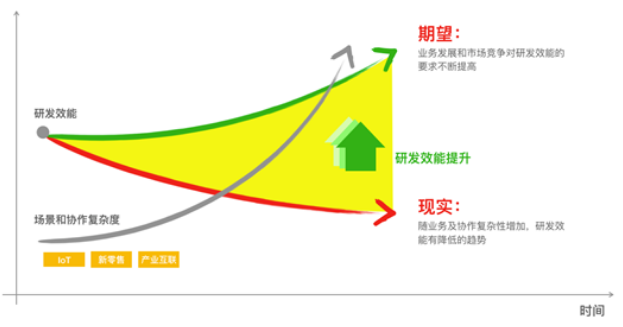 期望：
业务发展和市场竞争对研发效能的
要求不断提高
研发效能
研发效能提升
现实：
随业务及协作复杂性增加，研发效
能有降低的趋势
场景和协作复杂度
IoT
新零售
产业互联
时间